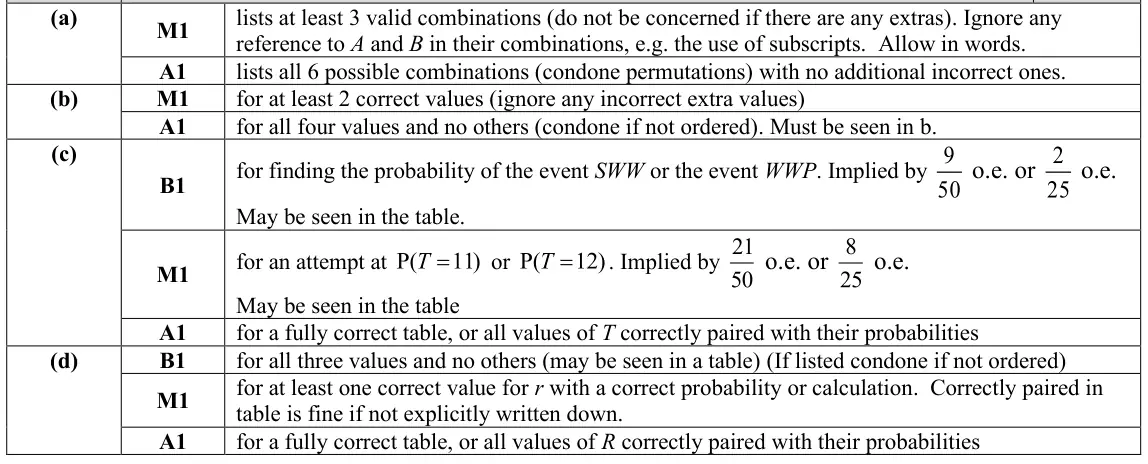 (a) M1 lists at least 3 valid combinations (do not be concerned if there are any extras). Ignore any
reference to A and B in their combinations, e.g. the use of subscripts. Allow in words.
A1 lists all 6 possible combinations (condone permutations) with no additional incorrect ones.
(b) M1 for at least 2 correct values (ignore any incorrect extra values)
A1 for all four values and no others (condone if not ordered). Must be seen in b.
(c) B1 for finding the probability of the event SWW or the event WWP. Implied by 9/50 o.e. or 2/25 o.e.
May be seen in the table.
M1 for an attempt at P(T = 11) or P(T = 12). Implied by 21/50 o.e. or 8/25 o.e.
May be seen in the table
A1 for a fully correct table, or all values of T correctly paired with their probabilities
(d) B1 for all three values and no others (may be seen in a table) (If listed condone if not ordered)
M1 for at least one correct value for r with a correct probability or calculation. Correctly paired in
table is fine if not explicitly written down.
A1 for a fully correct table, or all values of R correctly paired with their probabilities